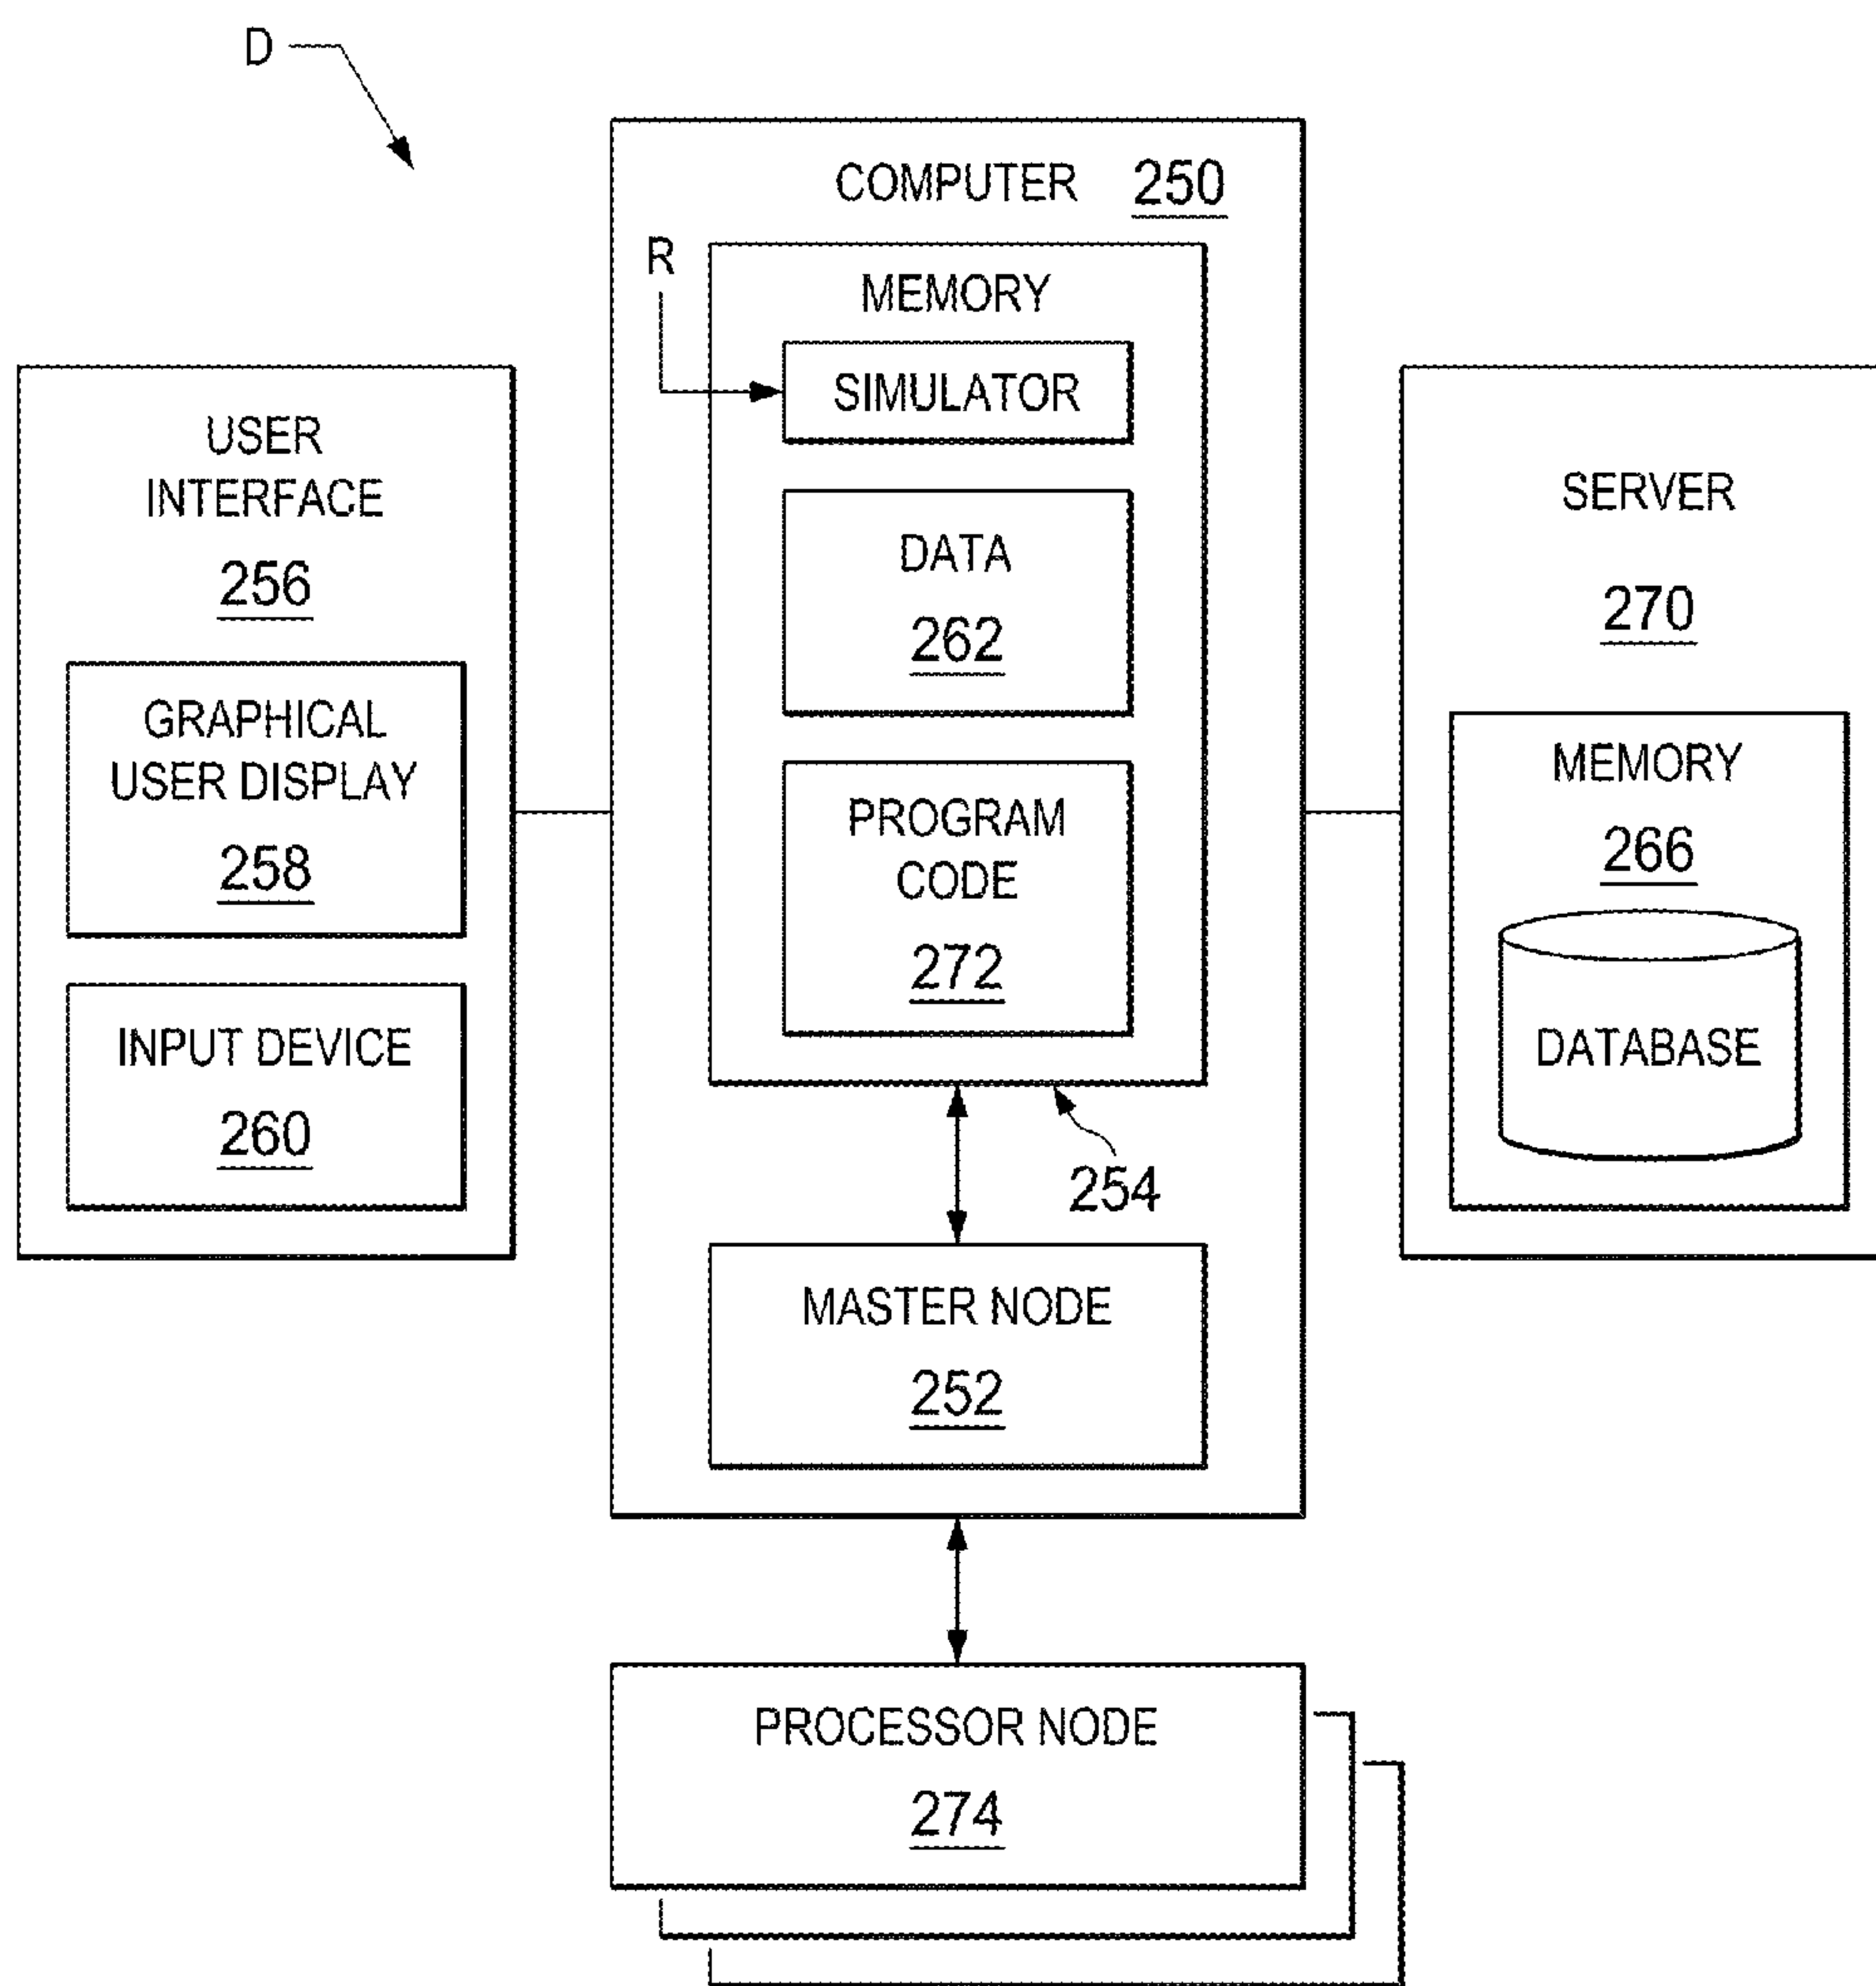 D
COMPUTER 250
R
MEMORY
SIMULATOR
DATA
262
PROGRAM
CODE
272
254
MASTER NODE
252
USER
INTERFACE
256
GRAPHICAL
USER DISPLAY
258
INPUT DEVICE
260
SERVER
270
MEMORY
266
DATABASE
PROCESSOR NODE
274